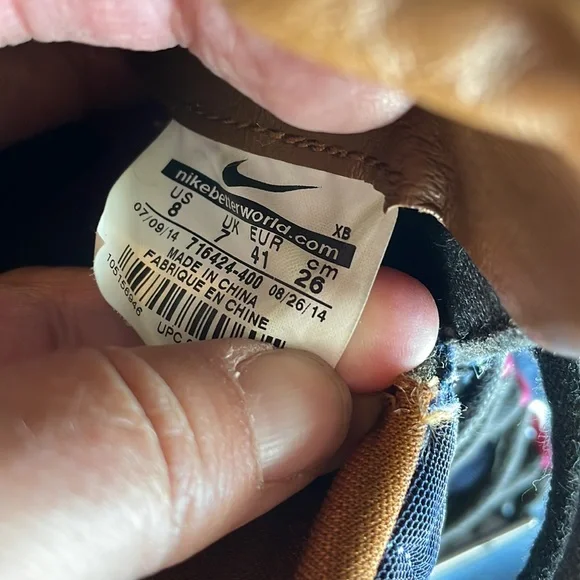 nikebetterworld.com
XB
US UK EUR cm
8 7 41 26
07/09/14 716424-400 08/26/14
MADE IN CHINA
FABRIQUE EN CHINE
105156946
UPC